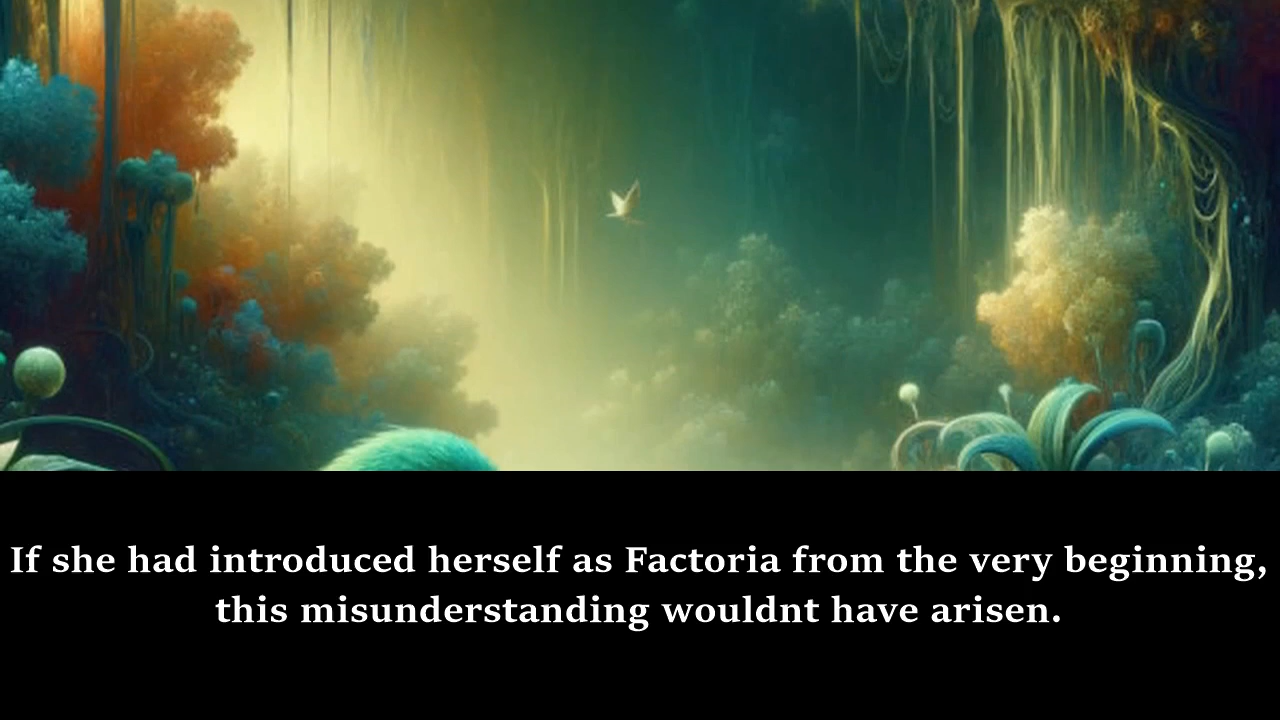 If she had introduced herself as Factoria from the very beginning,
this misunderstanding wouldnt have arisen.